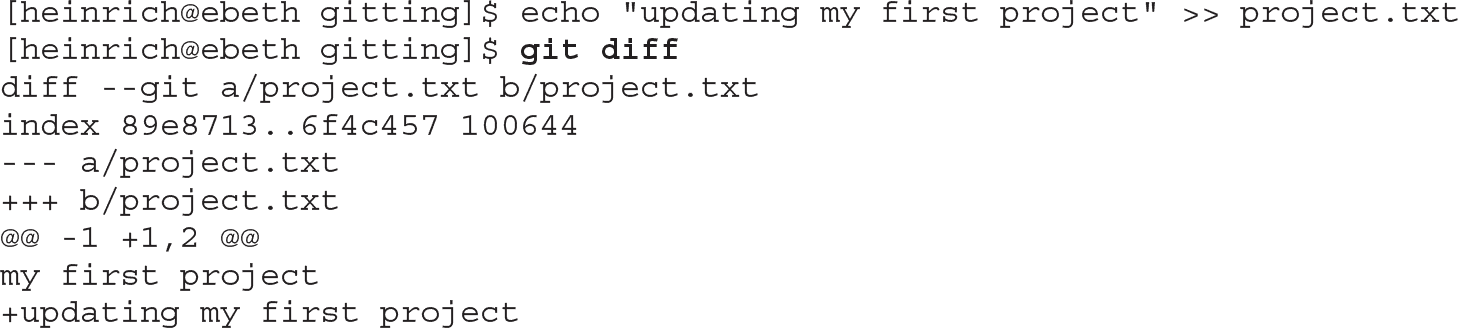 [heinrich@ebeth gitting]$ echo "updating my first project" >> project.txt
[heinrich@ebeth gitting]$ git diff
diff --git a/project.txt b/project.txt
index 89e8713..6f4c457 100644
--- a/project.txt
+++ b/project.txt
@@ -1 +1,2 @@
my first project
+updating my first project